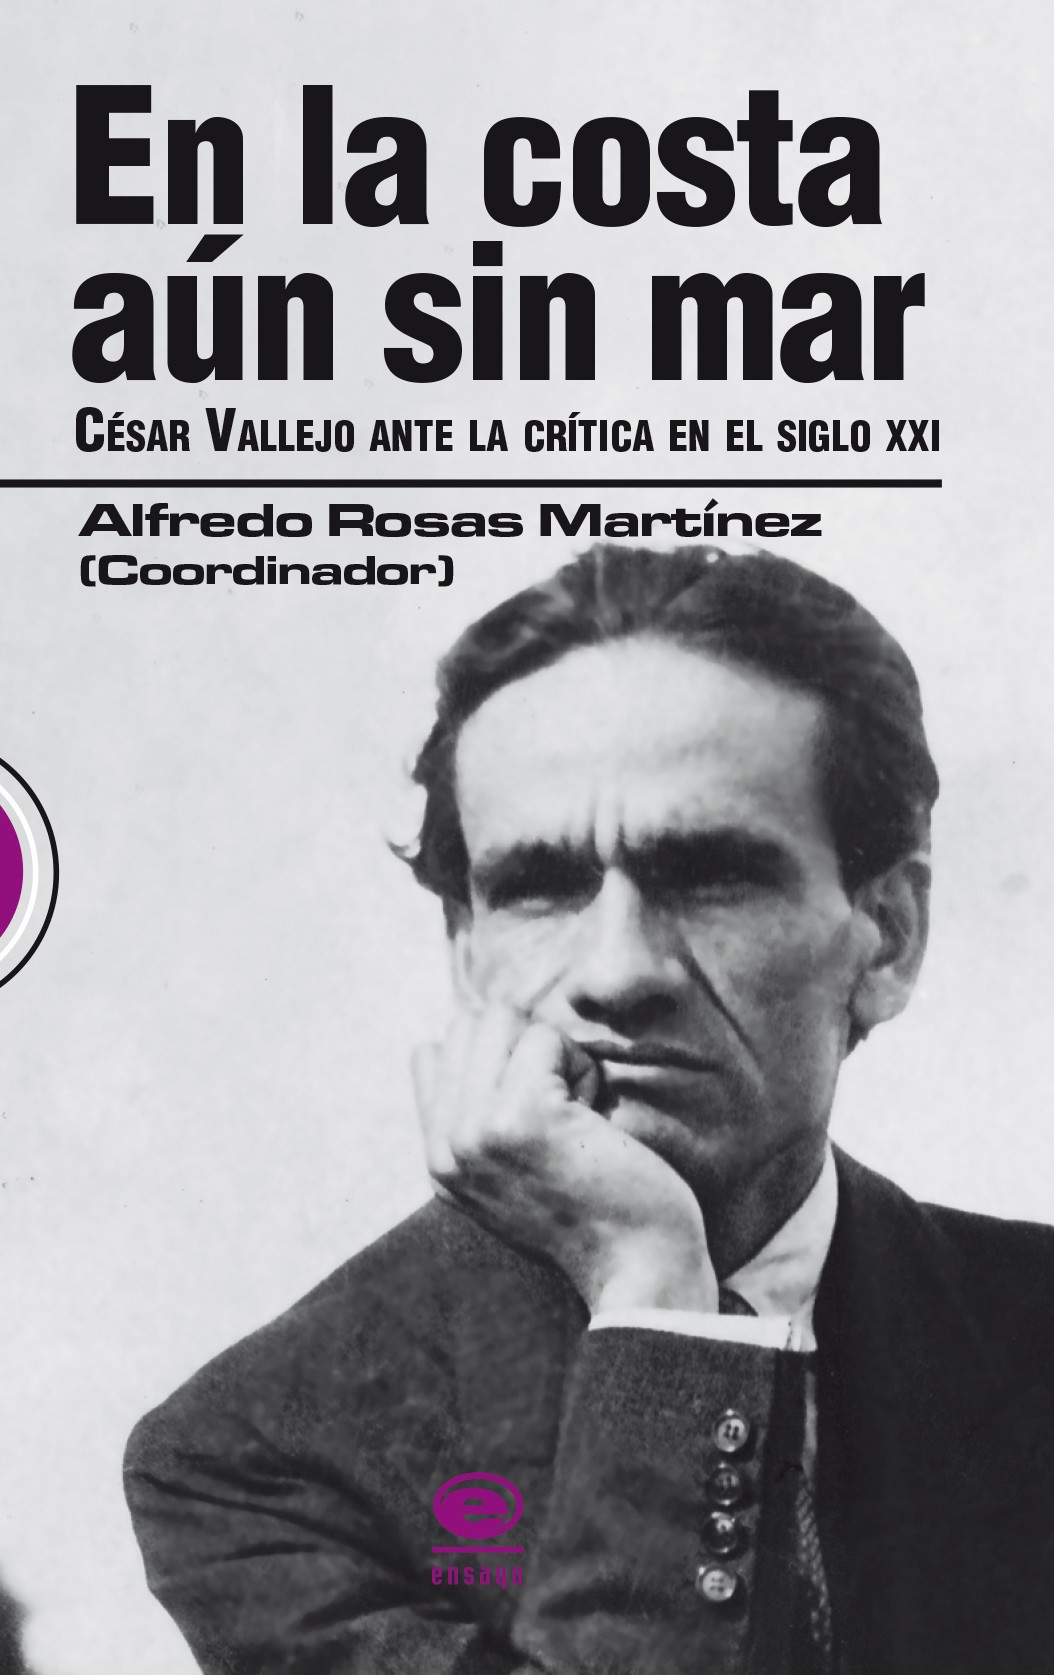 En la costa
aún sin mar
César Vallejo ante la crítica en el siglo xxi
Alfredo Rosas Martínez
(Coordinador)
e
ensayo